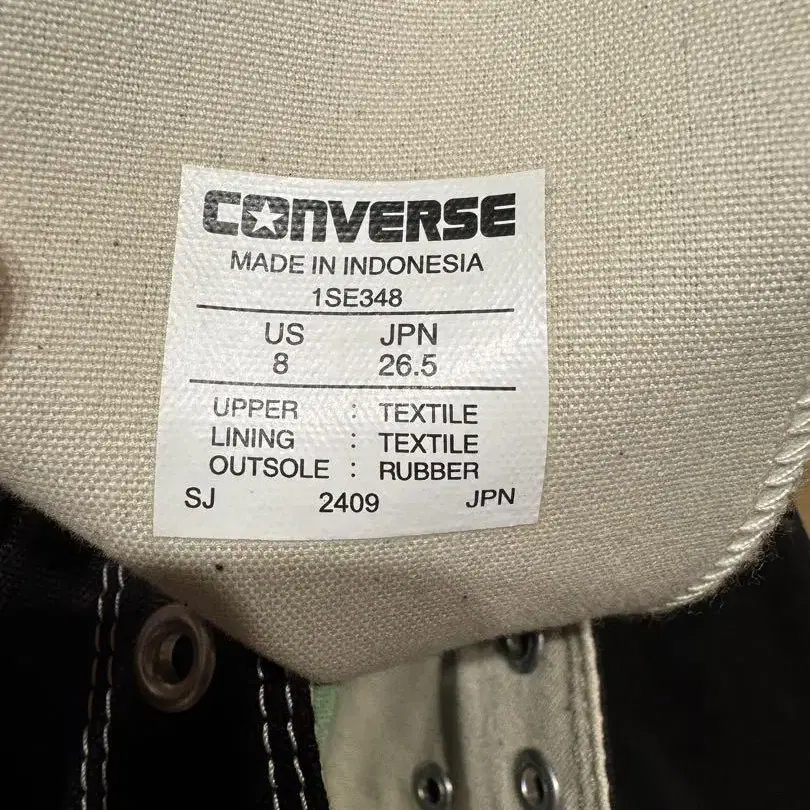 CONVERSE
MADE IN INDONESIA
1SE348
US JPN
8 26.5
UPPER : TEXTILE
LINING : TEXTILE
OUTSOLE : RUBBER
SJ 2409 JPN